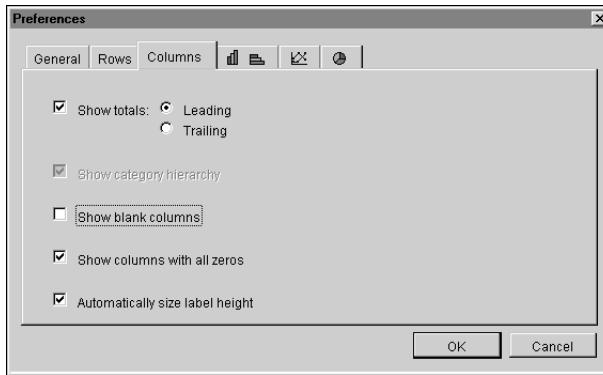 Preferences
General Rows Columns
Show totals: Leading
Trailing
Show category hierarchy
Show blank columns
Show columns with all zeros
Automatically size label height
OK Cancel